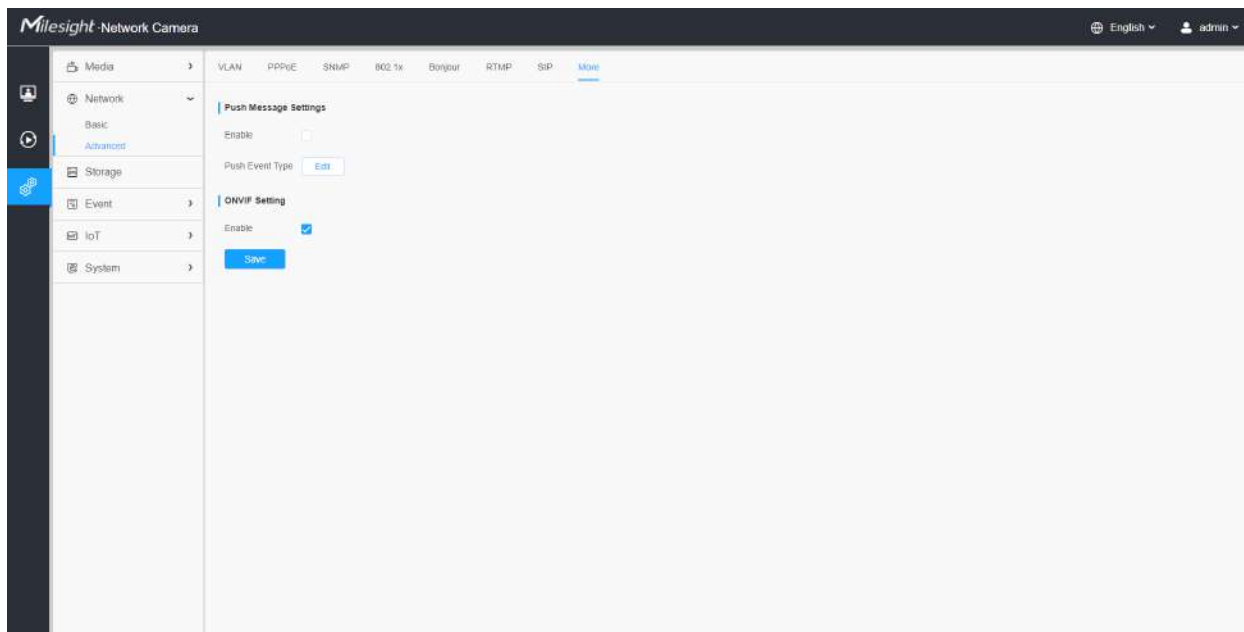 Milesight ·Network Camera
English
admin
Media
Network
Basic
Advanced
Storage
Event
IoT
System
VLAN PPPoE SNMP 802.1x Bonjour RTMP SIP More
Push Message Settings
Enable
Push Event Type Edit
ONVIF Setting
Enable
Save